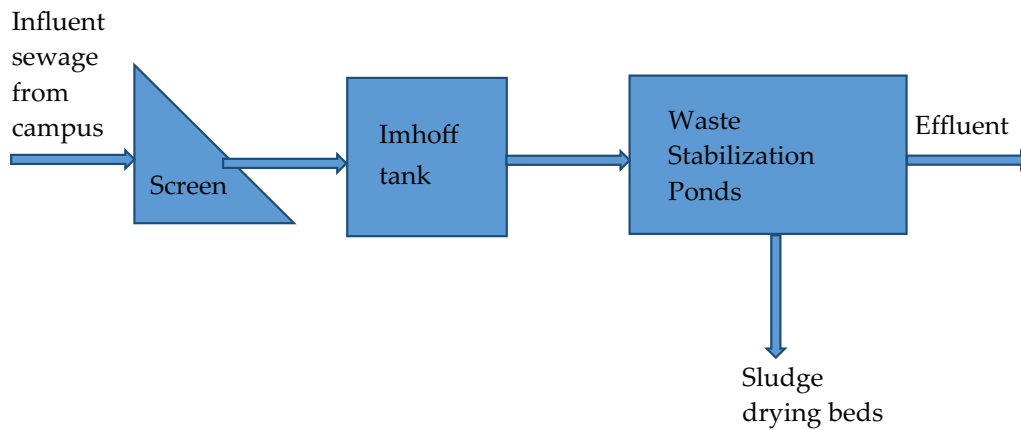 Influent
sewage
from
campus
Screen
Imhoff
tank
Waste
Stabilization
Ponds
Effluent
Sludge
drying beds